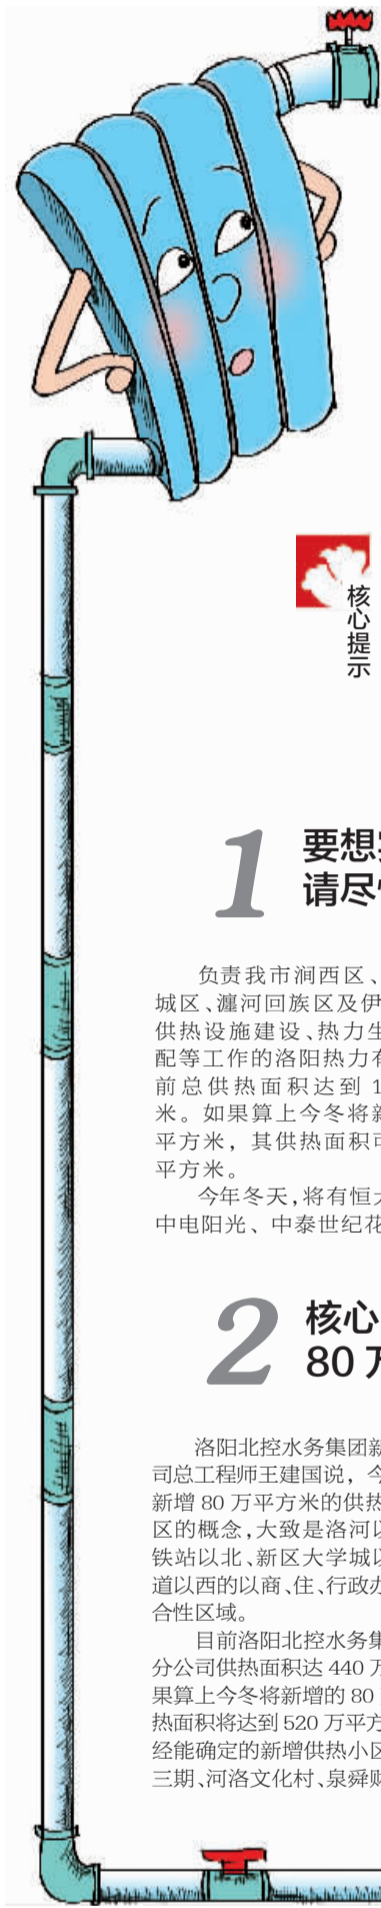 核心提示
1
要想
请尽
负责我市涧西区、
城区、瀍河回族区及伊
供热设施建设、热力生
配等工作的洛阳热力有
前总供热面积达到 1
米。如果算上今冬将新
平方米，其供热面积可
平方米。
今年冬天，将有恒大
中电阳光、中泰世纪花
2
核心
80 万
洛阳北控水务集团新
司总工程师王建国说，今
新增 80 万平方米的供热
区的概念，大致是洛河以
铁站以北、新区大学城以
道以西的以商、住、行政办
合性区域。
目前洛阳北控水务集
分公司供热面积达 440 万
果算上今冬将新增的 80
热面积将达到 520 万平方
经能确定的新增供热小区
三期、河洛文化村、泉舜财